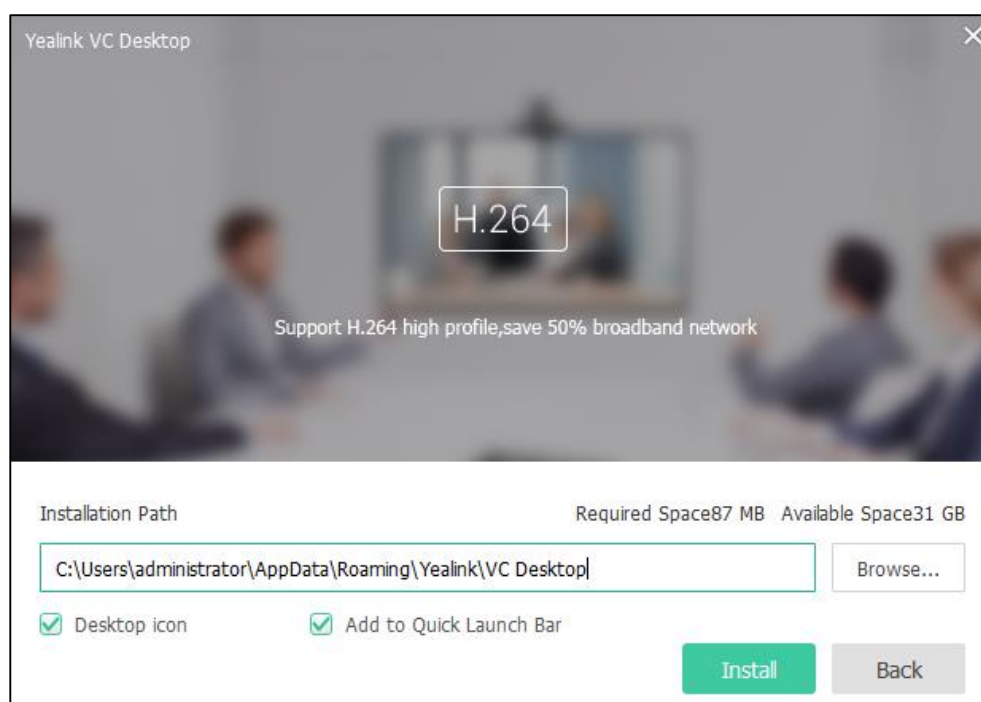 Yealink VC Desktop
H.264
Support H.264 high profile,save 50% broadband network
Installation Path
Required Space87 MB Available Space31 GB
C:\Users\administrator\AppData\Roaming\Yealink\VC Desktop
Browse...
Desktop icon
Add to Quick Launch Bar
Install
Back